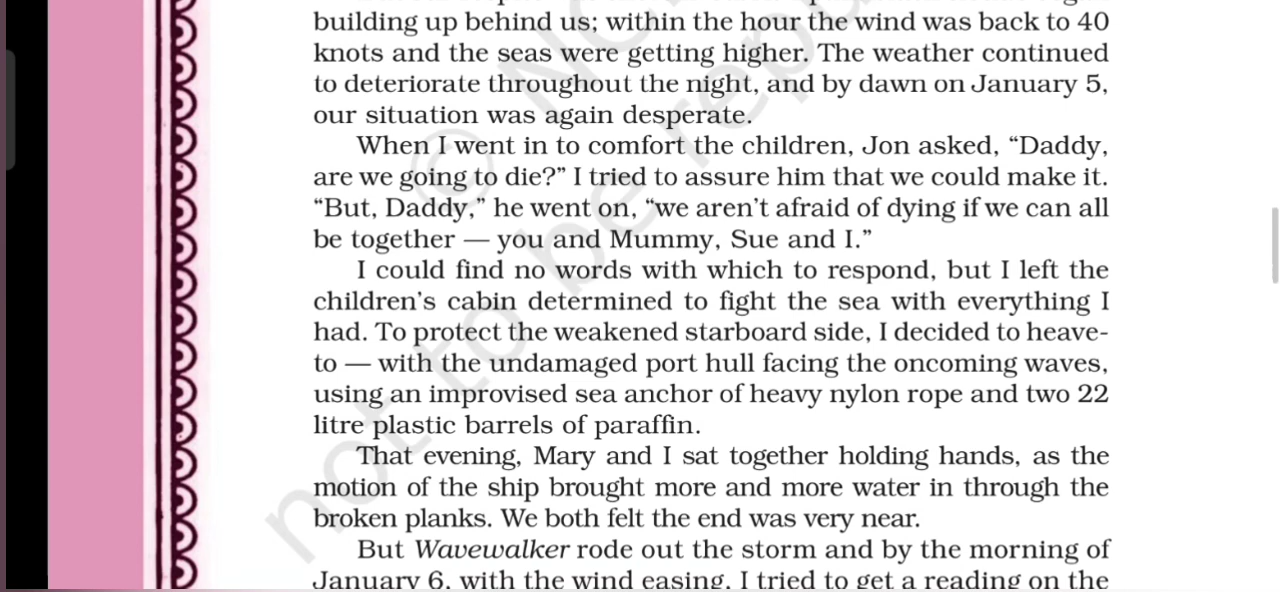 building up behind us; within the hour the wind was back to 40
knots and the seas were getting higher. The weather continued
to deteriorate throughout the night, and by dawn on January 5,
our situation was again desperate.
When I went in to comfort the children, Jon asked, “Daddy,
are we going to die?” I tried to assure him that we could make it.
“But, Daddy,” he went on, “we aren’t afraid of dying if we can all
be together — you and Mummy, Sue and I.”
I could find no words with which to respond, but I left the
children’s cabin determined to fight the sea with everything I
had. To protect the weakened starboard side, I decided to heave-
to — with the undamaged port hull facing the oncoming waves,
using an improvised sea anchor of heavy nylon rope and two 22
litre plastic barrels of paraffin.
That evening, Mary and I sat together holding hands, as the
motion of the ship brought more and more water in through the
broken planks. We both felt the end was very near.
But Wavewalker rode out the storm and by the morning of
January 6, with the wind easing, I tried to get a reading on the
© N
not to be rep